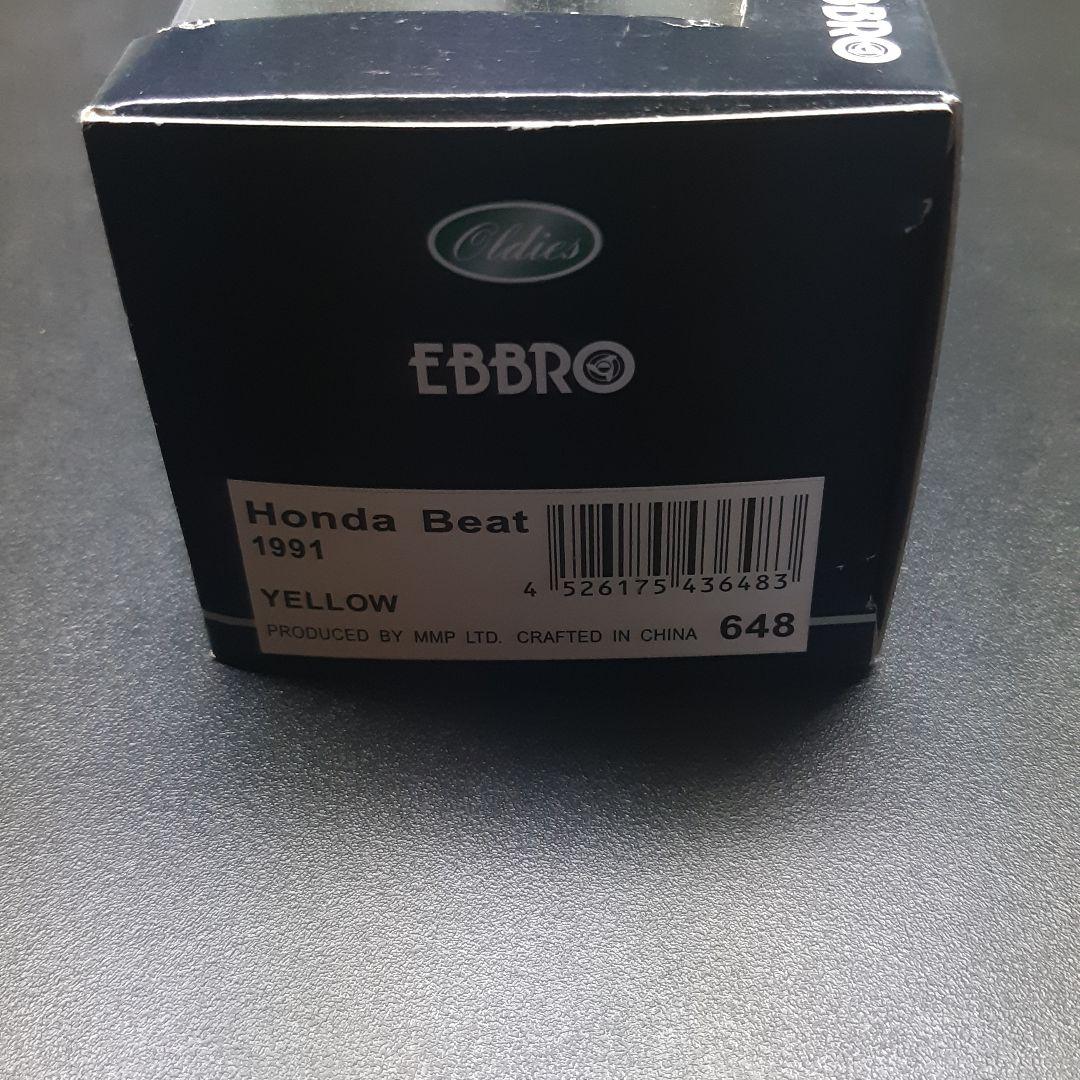 EBBRO
Oldies
EBBRO
Honda Beat
1991
4 526175 436483
YELLOW
PRODUCED BY MMP LTD. CRAFTED IN CHINA 648